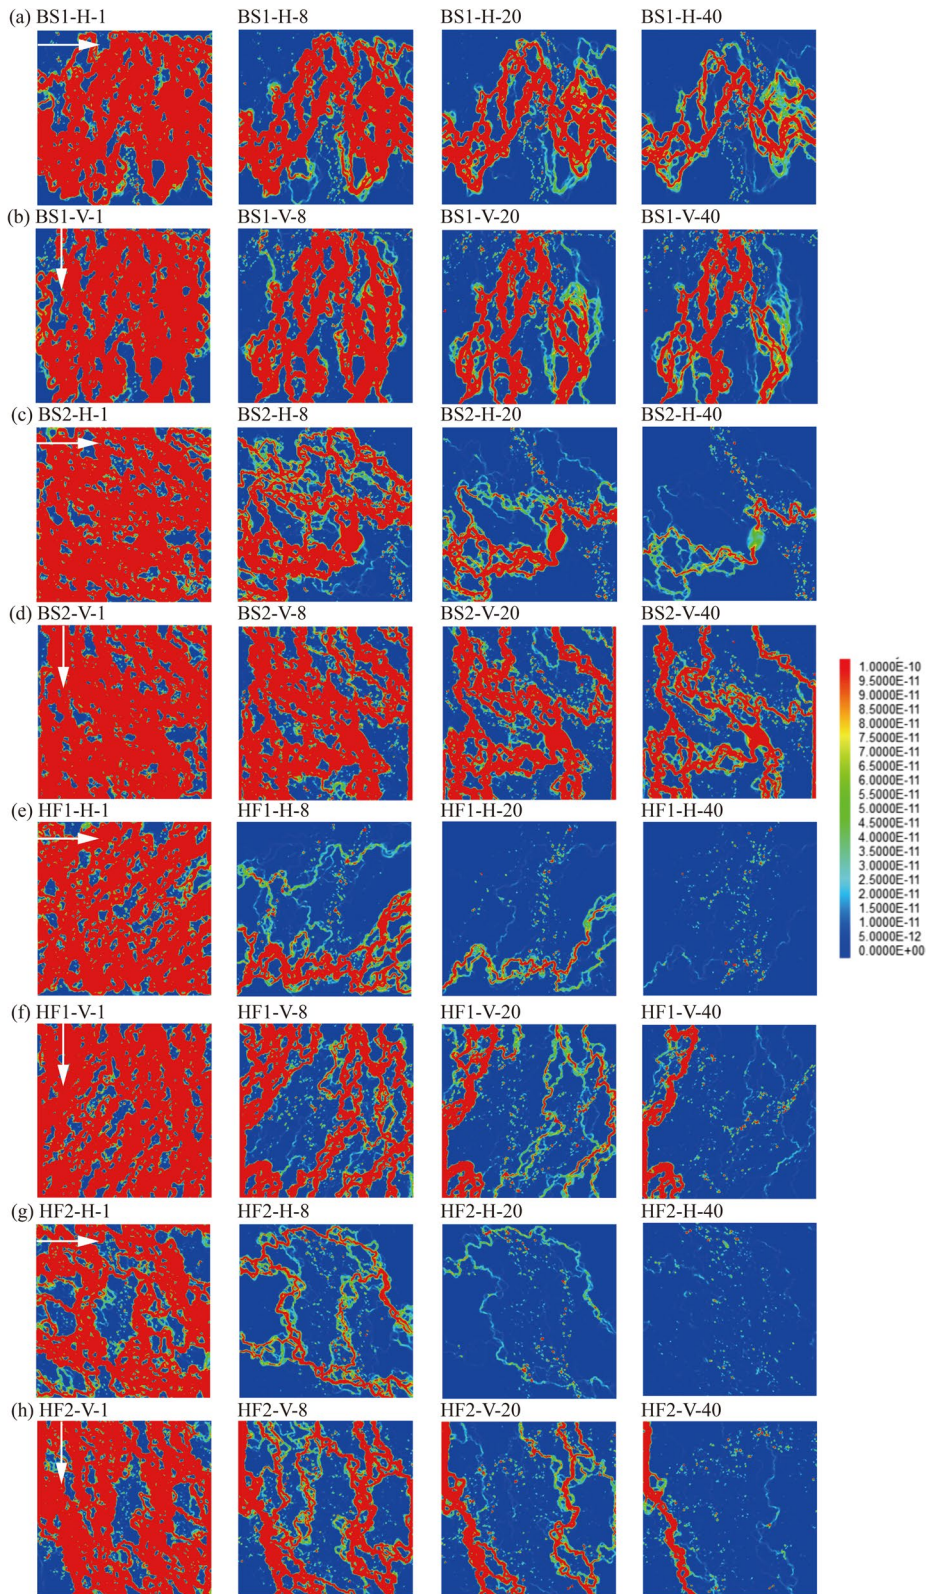 (a) BS1-H-1 BS1-H-8 BS1-H-20 BS1-H-40
(b) BS1-V-1 BS1-V-8 BS1-V-20 BS1-V-40
(c) BS2-H-1 BS2-H-8 BS2-H-20 BS2-H-40
(d) BS2-V-1 BS2-V-8 BS2-V-20 BS2-V-40
1.0000E-10
9.5000E-11
9.0000E-11
8.5000E-11
8.0000E-11
7.5000E-11
7.0000E-11
6.5000E-11
6.0000E-11
5.5000E-11
5.0000E-11
4.5000E-11
4.0000E-11
3.5000E-11
3.0000E-11
2.5000E-11
2.0000E-11
1.5000E-11
1.0000E-11
5.0000E-12
0.0000E+00
(e) HF1-H-1 HF1-H-8 HF1-H-20 HF1-H-40
(f) HF1-V-1 HF1-V-8 HF1-V-20 HF1-V-40
(g) HF2-H-1 HF2-H-8 HF2-H-20 HF2-H-40
(h) HF2-V-1 HF2-V-8 HF2-V-20 HF2-V-40